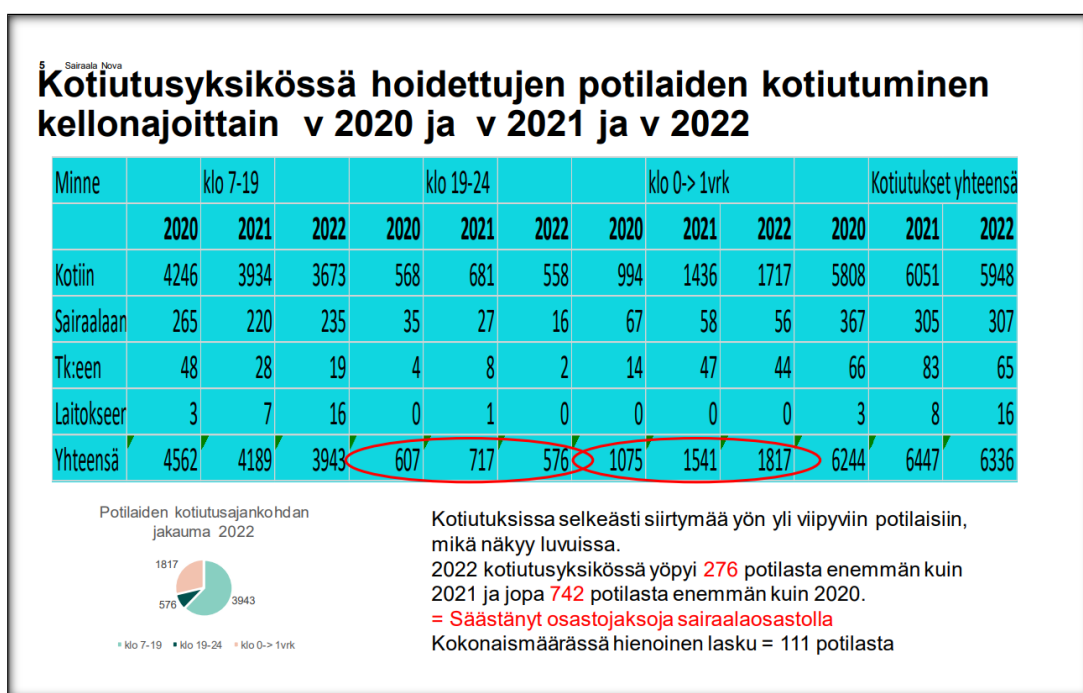 5 Sairaala Nova
Kotiutusyksikössä hoidettujen potilaiden kotiutuminen
kellonajoittain v 2020 ja v 2021 ja v 2022
Minne klo 7-19 klo 19-24 klo 0-> 1vrk Kotiutukset yhteensä
2020 2021 2022 2020 2021 2022 2020 2021 2022 2020 2021 2022
Kotiin 4246 3934 3673 568 681 558 994 1436 1717 5808 6051 5948
Sairaalaan 265 220 235 35 27 16 67 58 56 367 305 307
Tk:een 48 28 19 4 8 2 14 47 44 66 83 65
Laitokseen 3 7 16 0 1 0 0 0 0 3 8 16
Yhteensä 4562 4189 3943 607 717 576 1075 1541 1817 6244 6447 6336
Potilaiden kotiutusajankohdan
jakauma 2022
1817
576
3943
klo 7-19 klo 19-24 klo 0-> 1vrk
Kotiutuksissa selkeästi siirtymää yön yli viipyviin potilaisiin,
mikä näkyy luvuissa.
2022 kotiutusyksikössä yöpyi 276 potilasta enemmän kuin
2021 ja jopa 742 potilasta enemmän kuin 2020.
= Säästänyt osastojaksoja sairaalaosastolla
Kokonaismäärässä hienoinen lasku = 111 potilasta